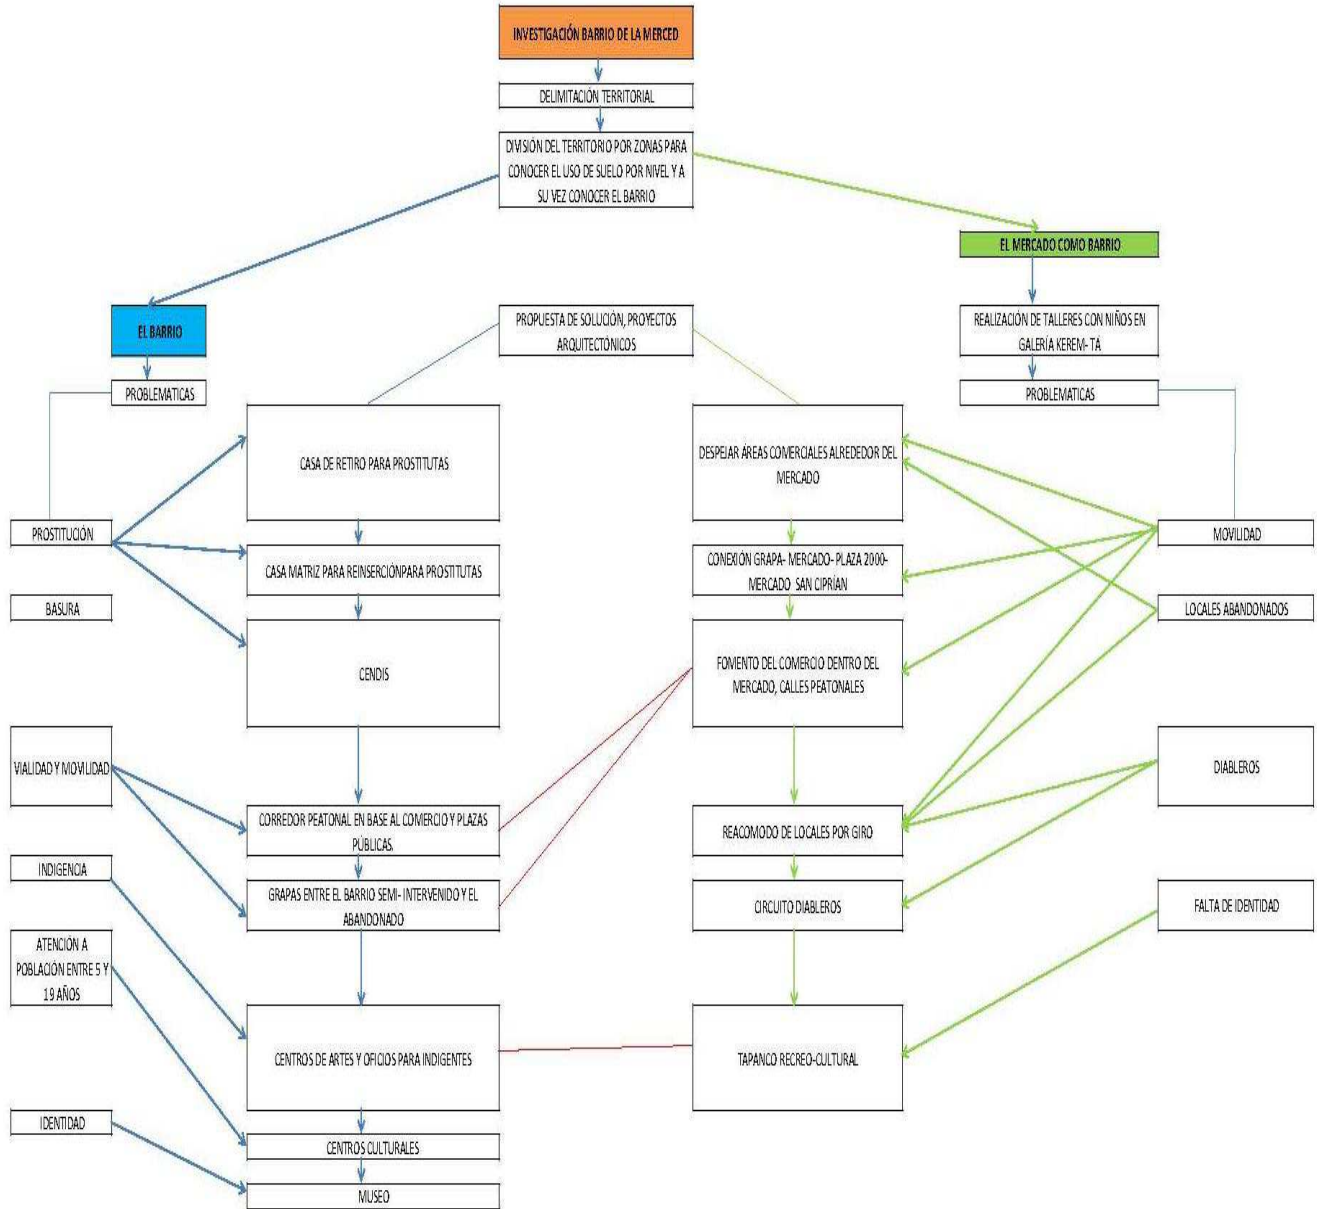 INVESTIGACIÓN BARRIO DE LA MERCED
DELIMITACIÓN TERRITORIAL
DIVISIÓN DEL TERRITORIO POR ZONAS PARA
CONOCER EL USO DE SUELO POR NIVEL Y A
SU VEZ CONOCER EL BARRIO
EL MERCADO COMO BARRIO
EL BARRIO
PROPUESTA DE SOLUCIÓN, PROYECTOS
ARQUITECTÓNICOS
REALIZACIÓN DE TALLERES CON NIÑOS EN
GALERÍA KEREM- TÁ
PROBLEMATICAS
PROBLEMATICAS
CASA DE RETIRO PARA PROSTITUTAS
DESPEJAR ÁREAS COMERCIALES ALREDEDOR DEL
MERCADO
PROSTITUCIÓN
MOVILIDAD
CASA MATRIZ PARA REINSERCIÓNPARA PROSTITUTAS
CONEXIÓN GRAPA- MERCADO- PLAZA 2000-
MERCADO SAN CIPRÍAN
BASURA
LOCALES ABANDONADOS
CENDIS
FOMENTO DEL COMERCIO DENTRO DEL
MERCADO, CALLES PEATONALES
VIALIDAD Y MOVILIDAD
DIABLEROS
CORREDOR PEATONAL EN BASE AL COMERCIO Y PLAZAS
PÚBLICAS.
REACOMODO DE LOCALES POR GIRO
INDIGENCIA
GRAPAS ENTRE EL BARRIO SEMI- INTERVENIDO Y EL
ABANDONADO
CIRCUITO DIABLEROS
FALTA DE IDENTIDAD
ATENCIÓN A
POBLACIÓN ENTRE 5 Y
19 AÑOS
CENTROS DE ARTES Y OFICIOS PARA INDIGENTES
TAPANCO RECREO-CULTURAL
IDENTIDAD
CENTROS CULTURALES
MUSEO